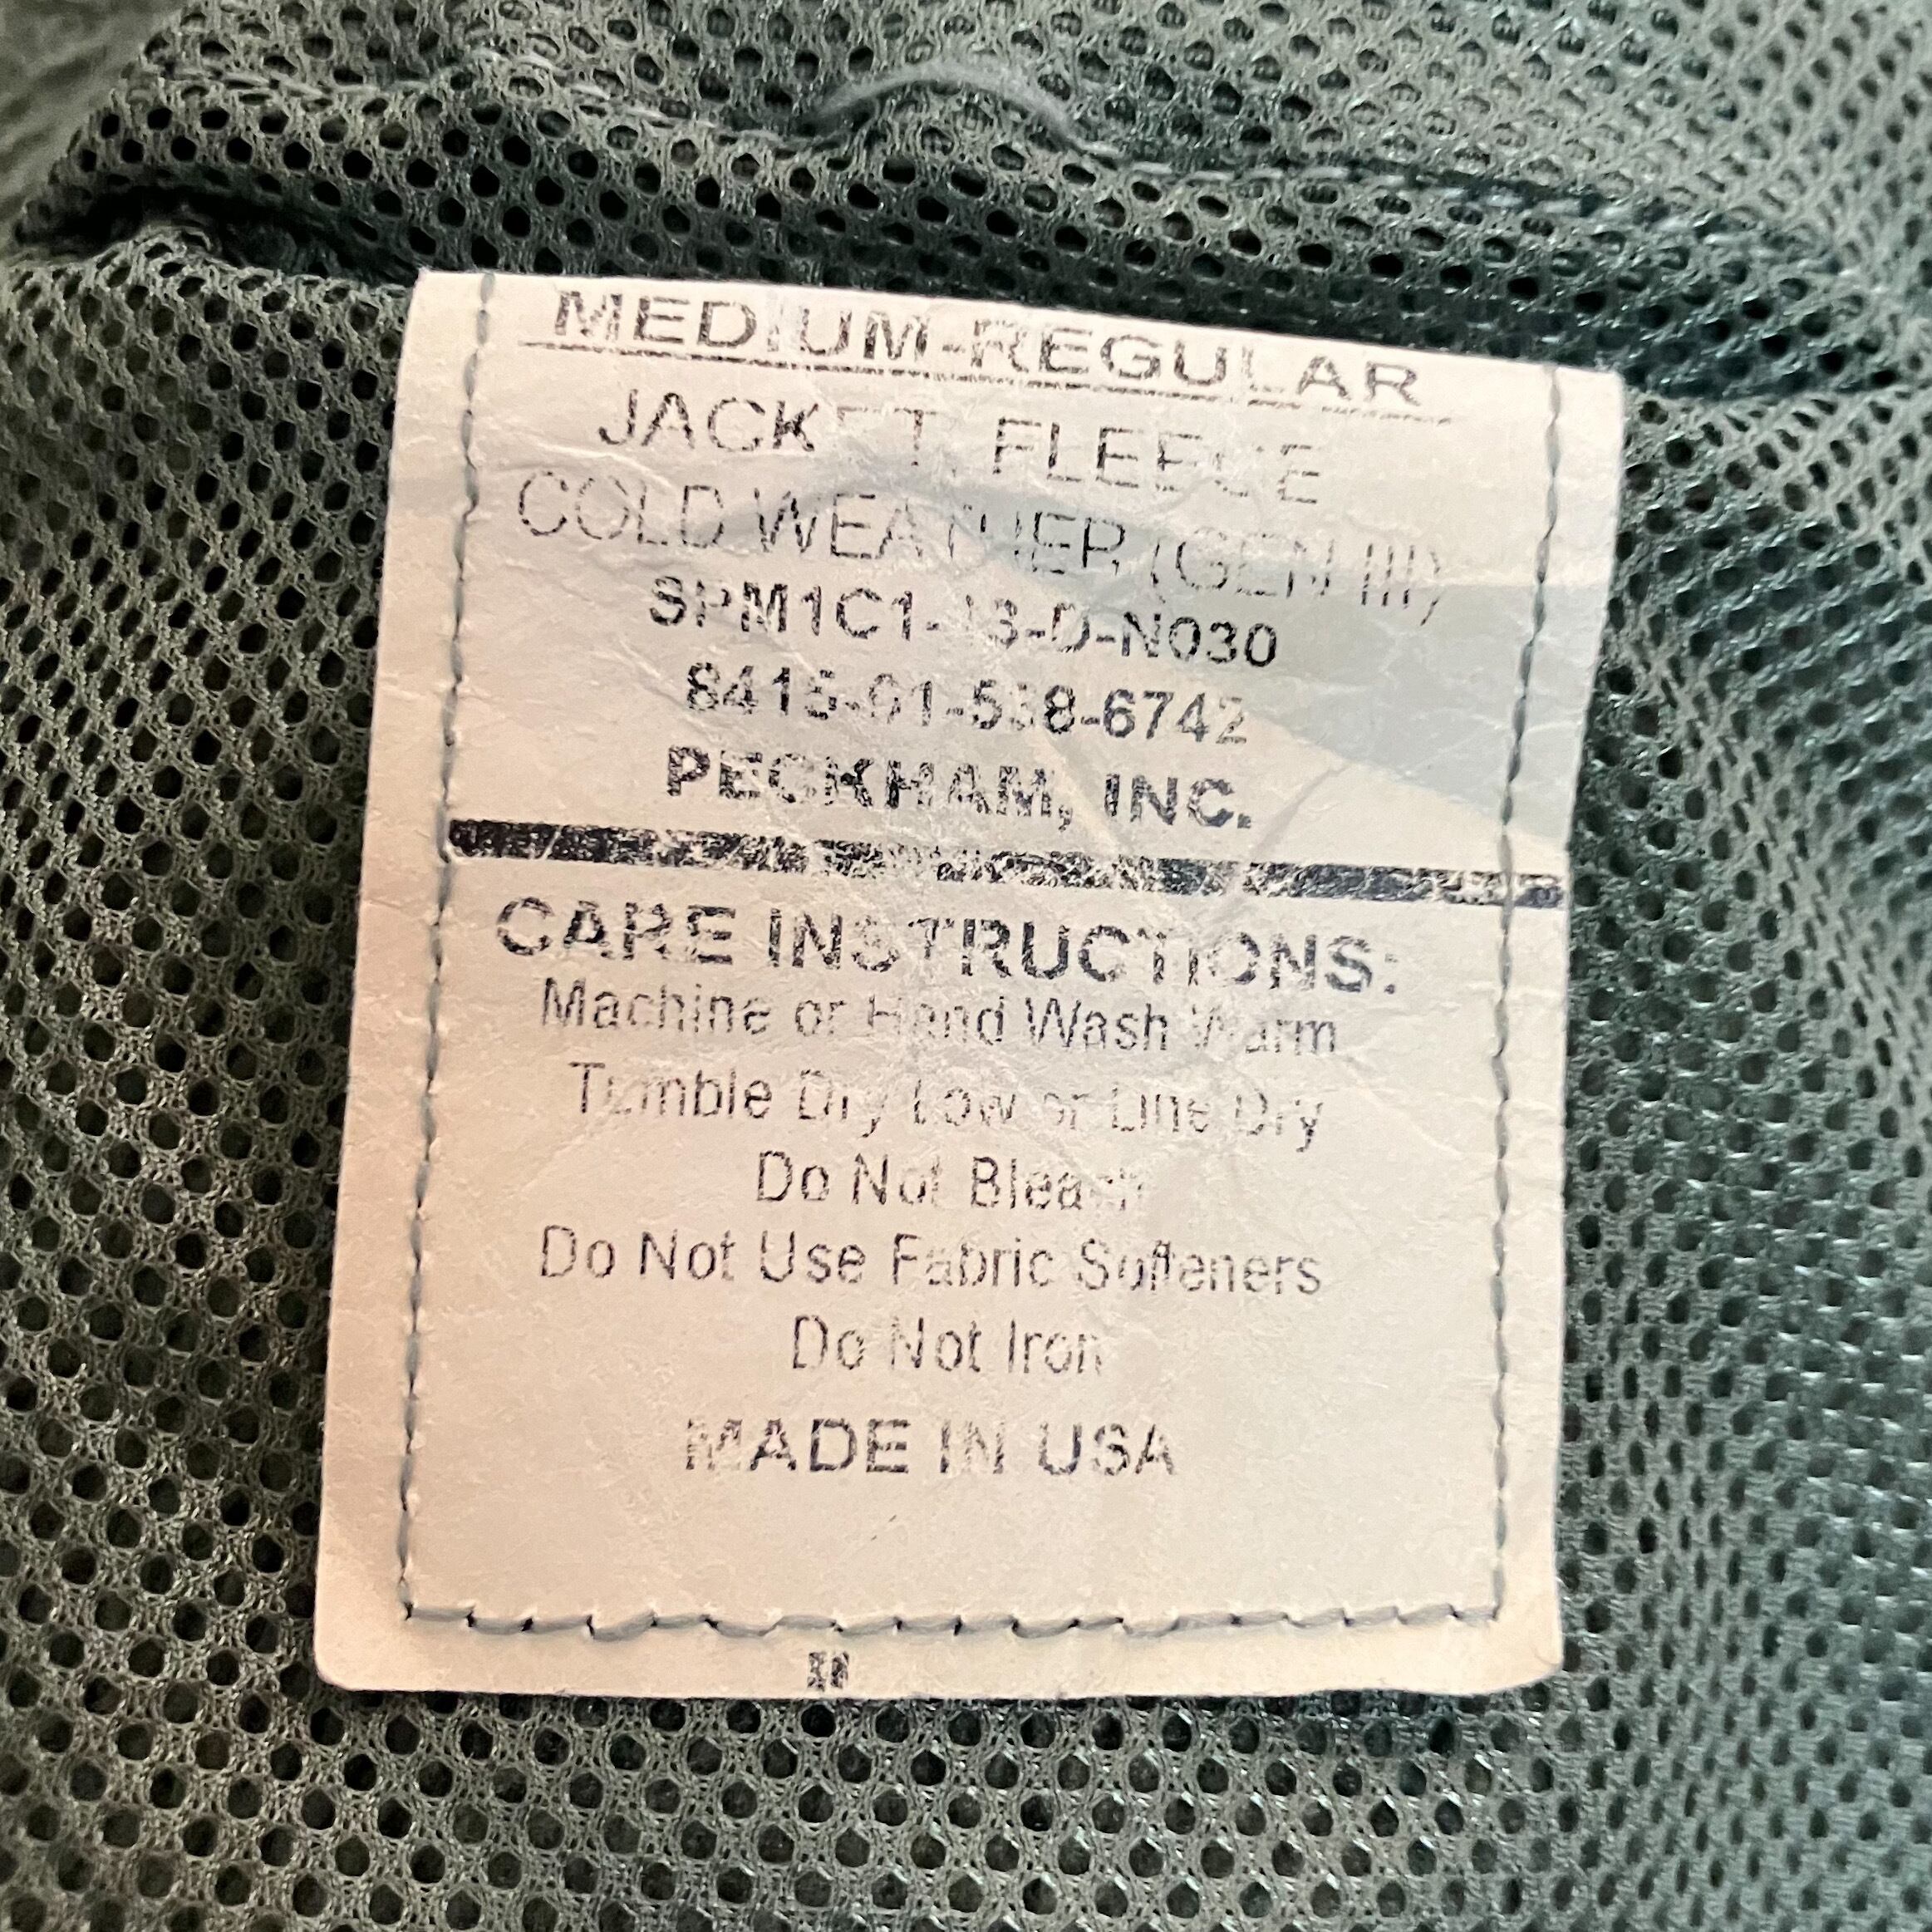 MEDIUM-REGULAR
JACKET, FLEECE
COLD WEATHER, (GEN III)
SPM1C1-13-D-N030
8415-01-538-6742
PECKHAM, INC.
CARE INSTRUCTIONS:
Machine or Hand Wash Warm
Tumble Dry Low or Line Dry
Do Not Bleach
Do Not Use Fabric Softeners
Do Not Iron
MADE IN USA